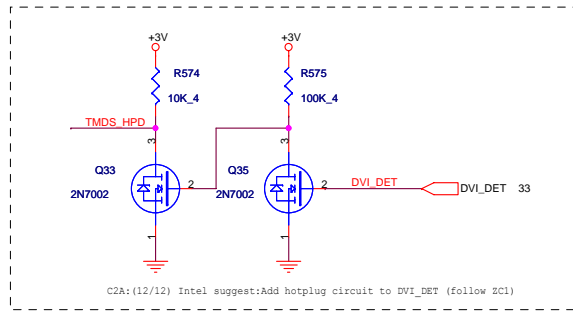 +3V +3V
R574 R575
10K_4 100K_4
TMDS_HPD
3 3
Q33 Q35
2 2 DVI_DET DVI_DET 33
2N7002 2N7002
1 1
C2A:(12/12) Intel suggest:Add hotplug circuit to DVI_DET (follow ZC1)